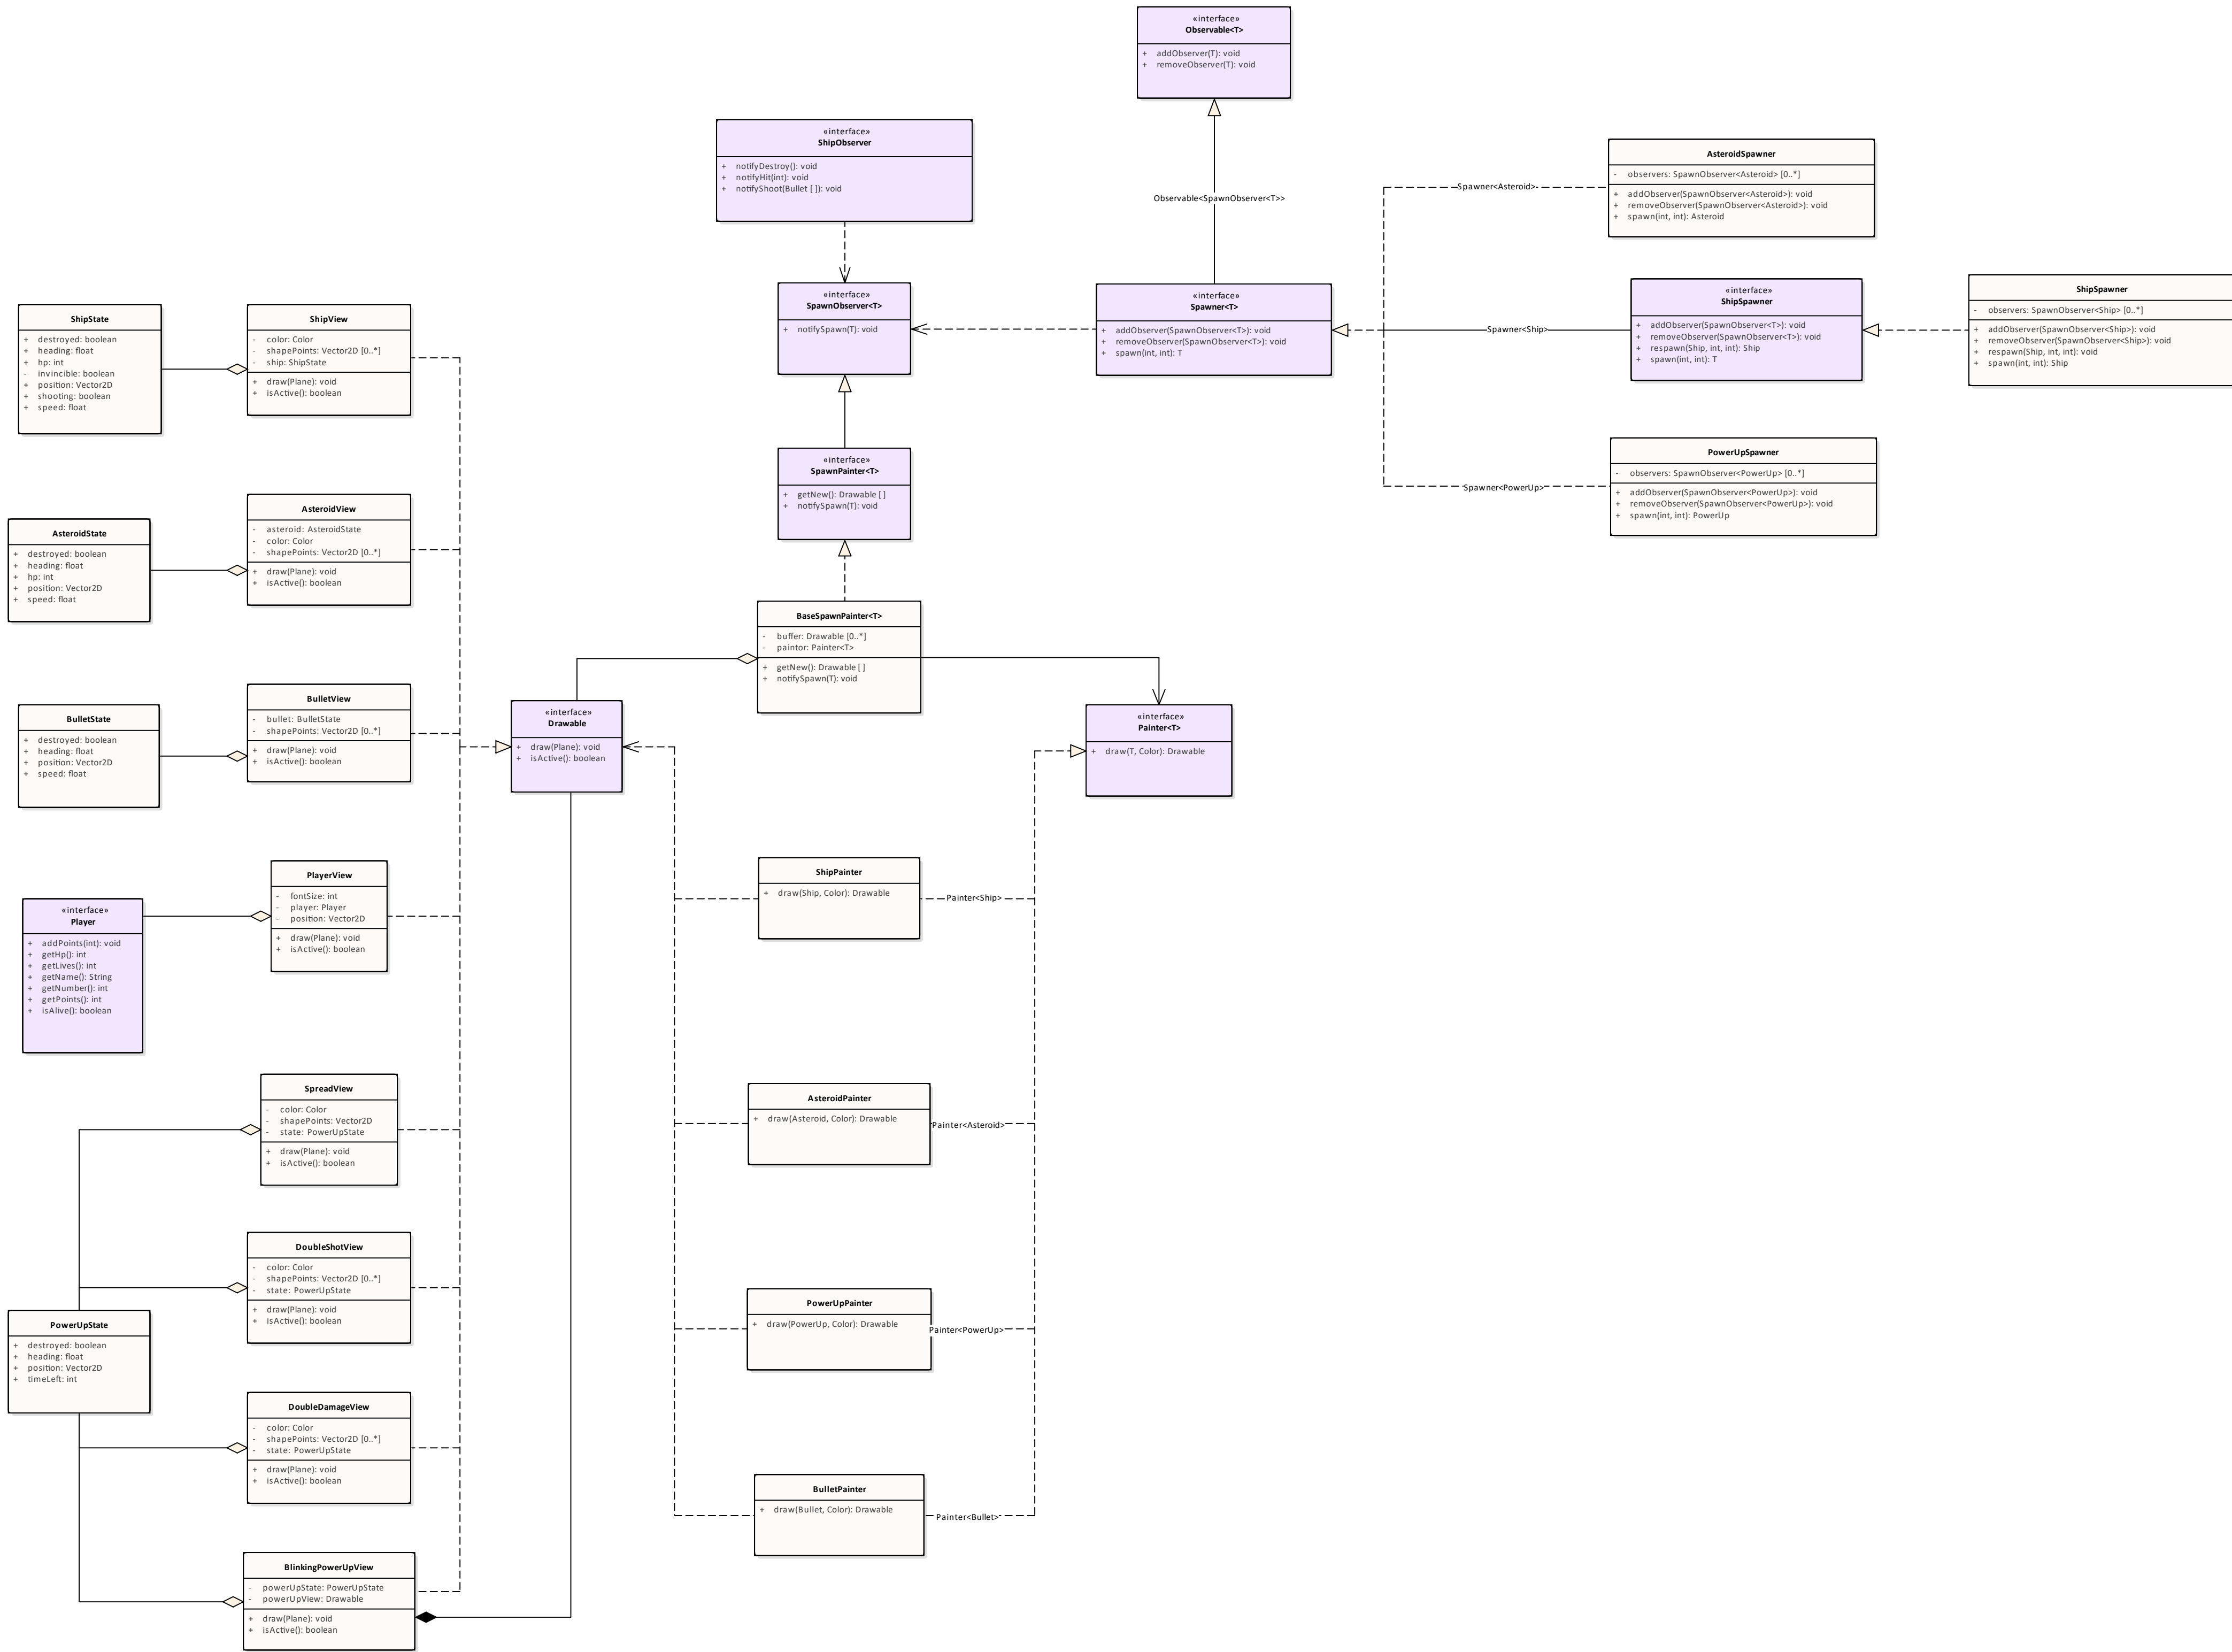 «interface»
Observable<T>
+ addObserver(T): void
+ removeObserver(T): void
«interface»
ShipObserver
+ notifyDestroy(): void
+ notifyHit(int): void
+ notifyShoot(Bullet [ ]): void
Observable<SpawnObserver<T>>
AsteroidSpawner
- observers: SpawnObserver<Asteroid> [0..*]
+ addObserver(SpawnObserver<Asteroid>): void
+ removeObserver(SpawnObserver<Asteroid>): void
+ spawn(int, int): Asteroid
Spawner<Asteroid>
«interface»
SpawnObserver<T>
+ notifySpawn(T): void
«interface»
Spawner<T>
+ addObserver(SpawnObserver<T>): void
+ removeObserver(SpawnObserver<T>): void
+ spawn(int, int): T
Spawner<Ship>
«interface»
ShipSpawner
+ addObserver(SpawnObserver<T>): void
+ removeObserver(SpawnObserver<T>): void
+ respawn(Ship, int, int): Ship
+ spawn(int, int): T
ShipSpawner
- observers: SpawnObserver<Ship> [0..*]
+ addObserver(SpawnObserver<Ship>): void
+ removeObserver(SpawnObserver<Ship>): void
+ respawn(Ship, int, int): void
+ spawn(int, int): Ship
Spawner<PowerUp>
PowerUpSpawner
- observers: SpawnObserver<PowerUp> [0..*]
+ addObserver(SpawnObserver<PowerUp>): void
+ removeObserver(SpawnObserver<PowerUp>): void
+ spawn(int, int): PowerUp
ShipState
+ destroyed: boolean
+ heading: float
+ hp: int
- invincible: boolean
+ position: Vector2D
+ shooting: boolean
+ speed: float
ShipView
- color: Color
- shapePoints: Vector2D [0..*]
- ship: ShipState
+ draw(Plane): void
+ isActive(): boolean
«interface»
SpawnPainter<T>
+ getNew(): Drawable [ ]
+ notifySpawn(T): void
AsteroidState
+ destroyed: boolean
+ heading: float
+ hp: int
+ position: Vector2D
+ speed: float
AsteroidView
- asteroid: AsteroidState
- color: Color
- shapePoints: Vector2D [0..*]
+ draw(Plane): void
+ isActive(): boolean
BaseSpawnPainter<T>
- buffer: Drawable [0..*]
- paintor: Painter<T>
+ getNew(): Drawable [ ]
+ notifySpawn(T): void
BulletState
+ destroyed: boolean
+ heading: float
+ position: Vector2D
+ speed: float
BulletView
- bullet: BulletState
- shapePoints: Vector2D [0..*]
+ draw(Plane): void
+ isActive(): boolean
«interface»
Drawable
+ draw(Plane): void
+ isActive(): boolean
«interface»
Painter<T>
+ draw(T, Color): Drawable
«interface»
Player
+ addPoints(int): void
+ getHp(): int
+ getLives(): int
+ getName(): String
+ getNumber(): int
+ getPoints(): int
+ isAlive(): boolean
PlayerView
- fontSize: int
- player: Player
- position: Vector2D
+ draw(Plane): void
+ isActive(): boolean
ShipPainter
+ draw(Ship, Color): Drawable
Painter<Ship>
SpreadView
- color: Color
- shapePoints: Vector2D
- state: PowerUpState
+ draw(Plane): void
+ isActive(): boolean
AsteroidPainter
+ draw(Asteroid, Color): Drawable
Painter<Asteroid>
DoubleShotView
- color: Color
- shapePoints: Vector2D [0..*]
- state: PowerUpState
+ draw(Plane): void
+ isActive(): boolean
PowerUpState
+ destroyed: boolean
+ heading: float
+ position: Vector2D
+ timeLeft: int
PowerUpPainter
+ draw(PowerUp, Color): Drawable
Painter<PowerUp>
DoubleDamageView
- color: Color
- shapePoints: Vector2D [0..*]
- state: PowerUpState
+ draw(Plane): void
+ isActive(): boolean
BulletPainter
+ draw(Bullet, Color): Drawable
Painter<Bullet>
BlinkingPowerUpView
- powerUpState: PowerUpState
- powerUpView: Drawable
+ draw(Plane): void
+ isActive(): boolean